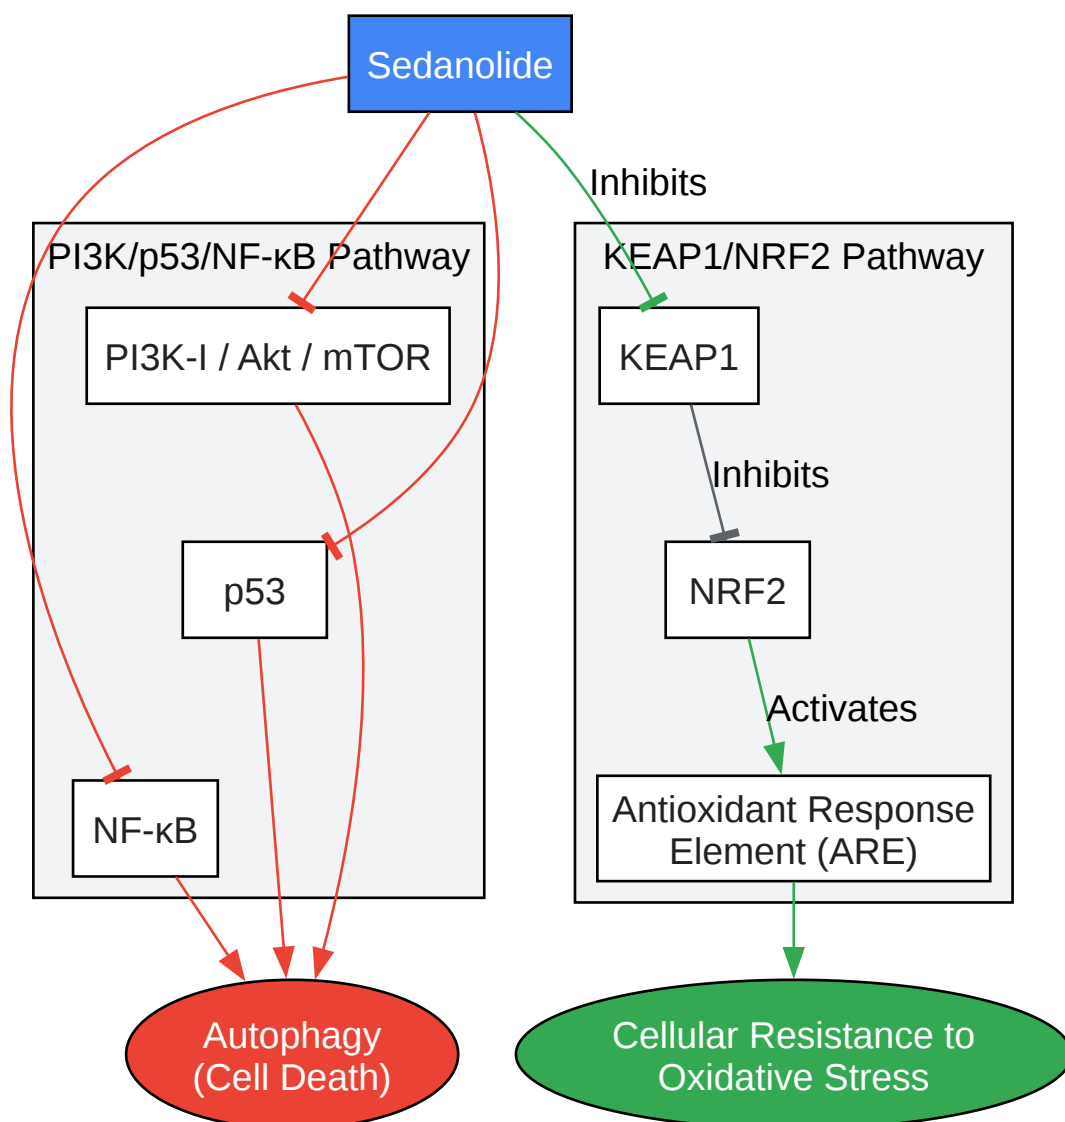 Sedanolide
Inhibits
PI3K/p53/NF-κB Pathway
PI3K-I / Akt / mTOR
p53
NF-κB
Autophagy
(Cell Death)
KEAP1/NRF2 Pathway
KEAP1
Inhibits
NRF2
Activates
Antioxidant Response
Element (ARE)
Cellular Resistance to
Oxidative Stress